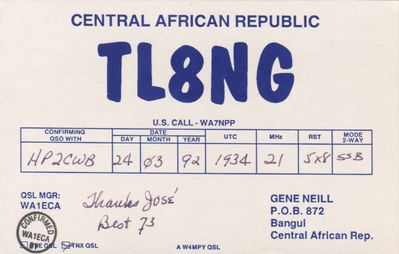 CENTRAL AFRICAN REPUBLIC
TL8NG
U.S. CALL - WA7NPP
CONFIRMING QSO WITH DATE DAY MONTH YEAR UTC MHz RST MODE 2-WAY
HP2CWB 24 03 92 1934 21 5x8 SSB
QSL MGR:
WA1ECA
Thanks José
Best 73
GENE NEILL
P.O.B. 872
Bangul
Central African Rep.
CONFIRMED
WA1ECA
BY
PSE QSL TNX QSL
A W4MPY QSL